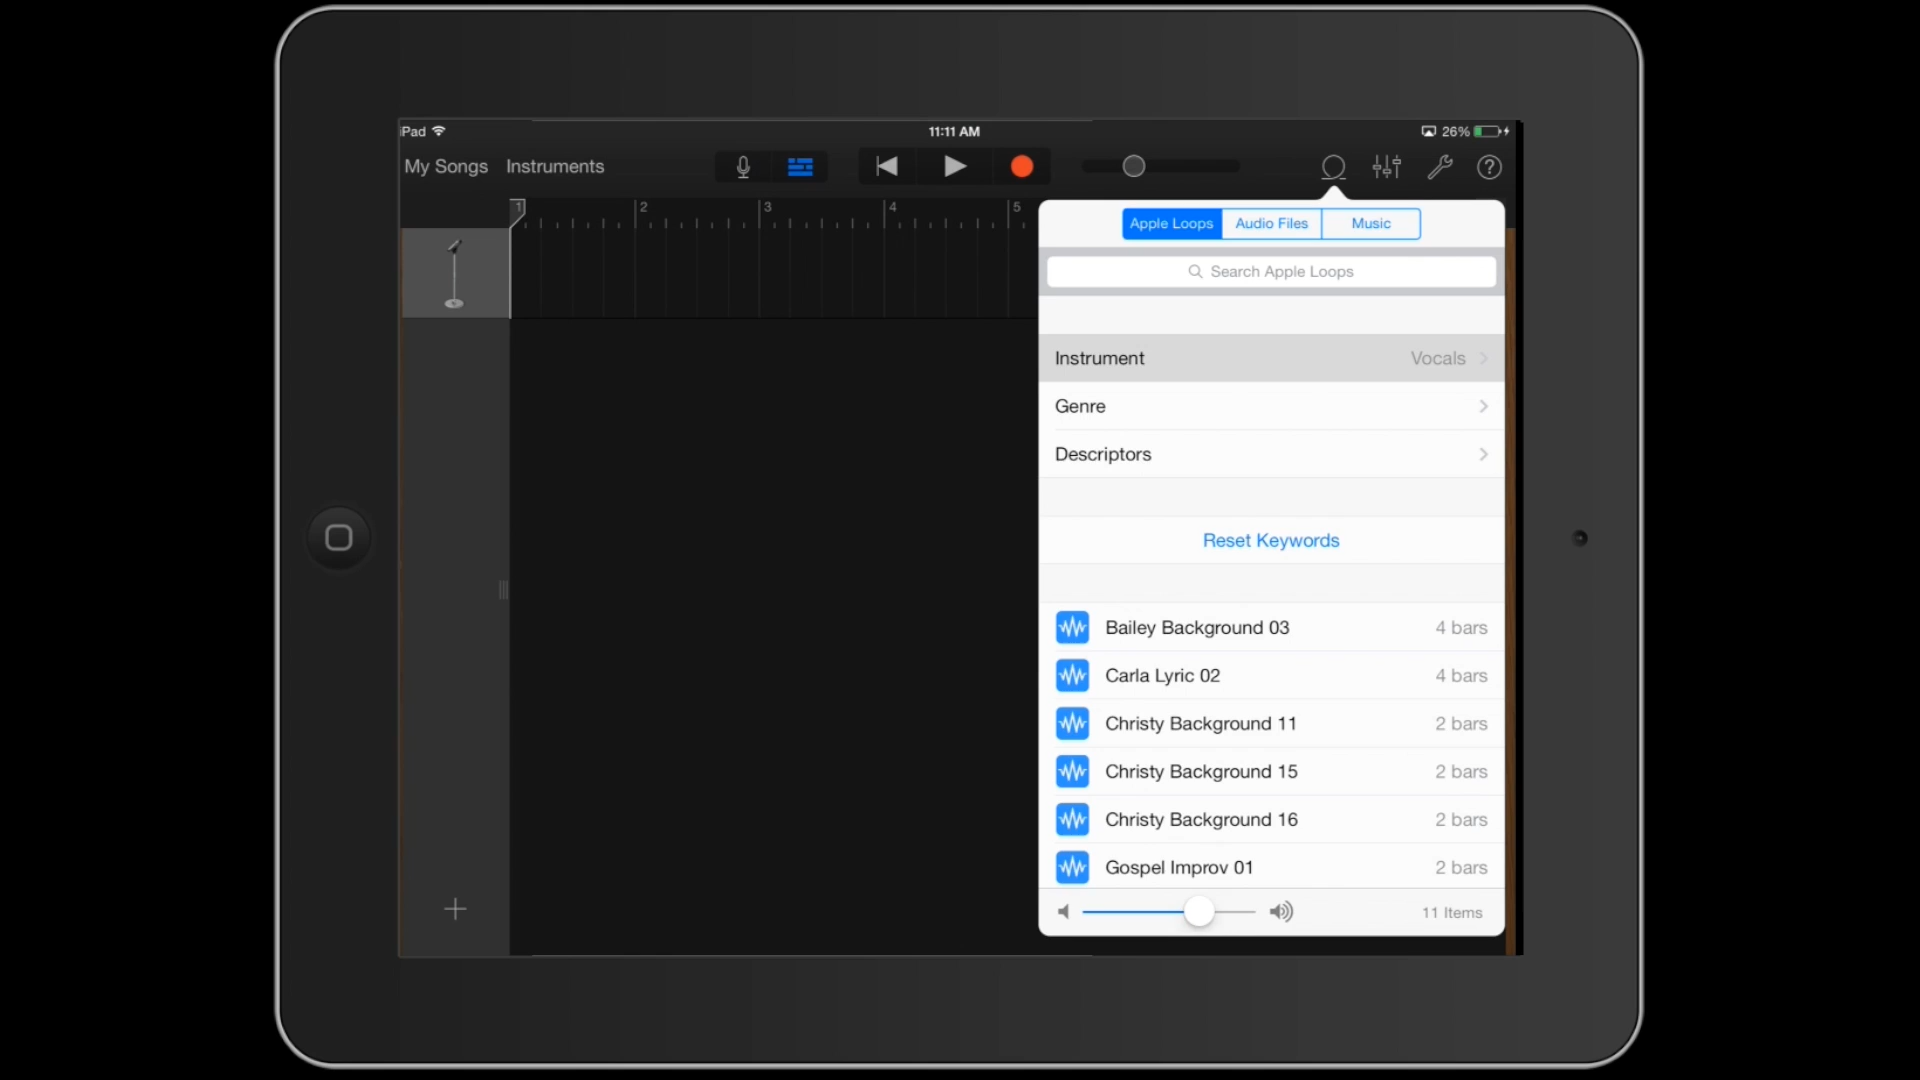 iPad 11:11 AM 26%
My Songs Instruments ?
1 2 3 4 5
Apple Loops Audio Files Music
Search Apple Loops
Instrument Vocals
Genre
Descriptors
Reset Keywords
Bailey Background 03 4 bars
Carla Lyric 02 4 bars
Christy Background 11 2 bars
Christy Background 15 2 bars
Christy Background 16 2 bars
Gospel Improv 01 2 bars
11 Items